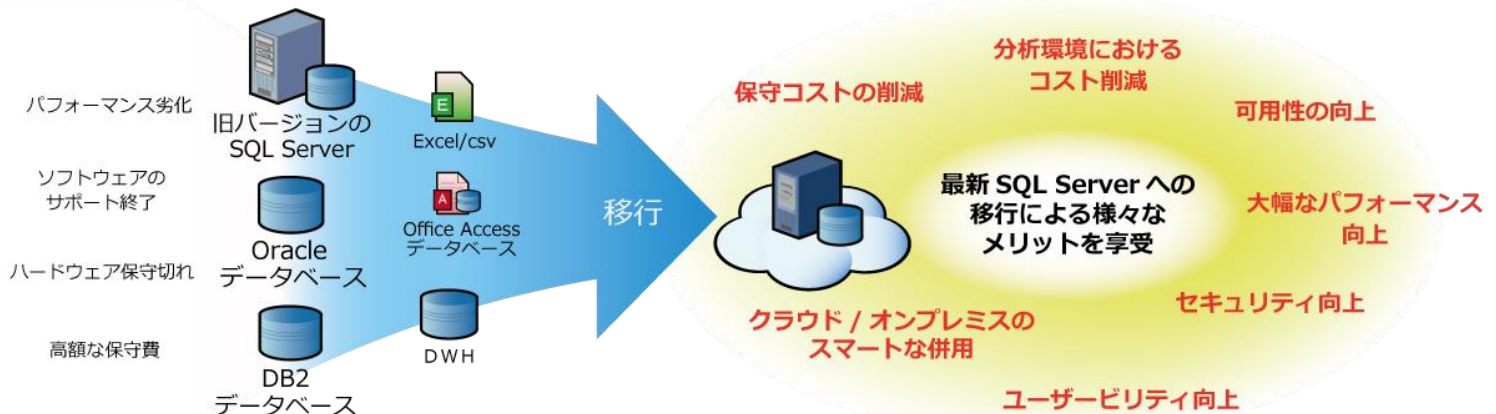 パフォーマンス劣化
ソフトウェアの
サポート終了
ハードウェア保守切れ
高額な保守費
旧バージョンの
SQL Server
Oracle
データベース
DB2
データベース
E
Excel/csv
A
Office Access
データベース
DWH
移行
保守コストの削減
分析環境における
コスト削減
可用性の向上
最新 SQL Server への
移行による様々な
メリットを享受
大幅なパフォーマンス
向上
セキュリティ向上
クラウド / オンプレミスの
スマートな併用
ユーザービリティ向上